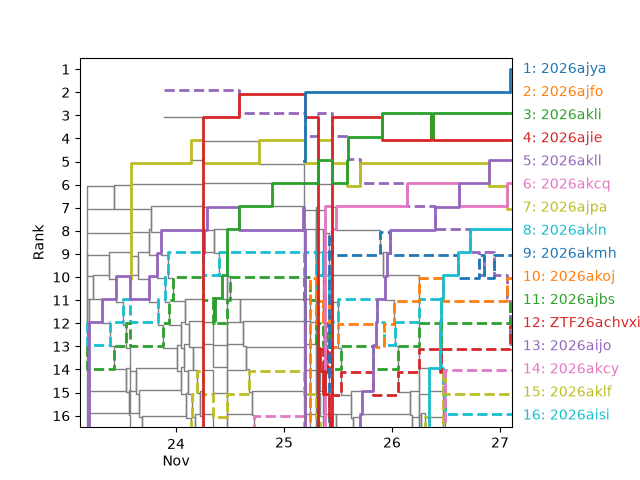 1
2
3
4
5
6
7
8
9
10
11
12
13
14
15
16
Rank
24
25
26
27
Nov
1: 2026ajya
2: 2026ajfo
3: 2026akli
4: 2026ajie
5: 2026akll
6: 2026akcq
7: 2026ajpa
8: 2026akln
9: 2026akmh
10: 2026akoj
11: 2026ajbs
12: ZTF26achvxi
13: 2026aijo
14: 2026akcy
15: 2026aklf
16: 2026aisi